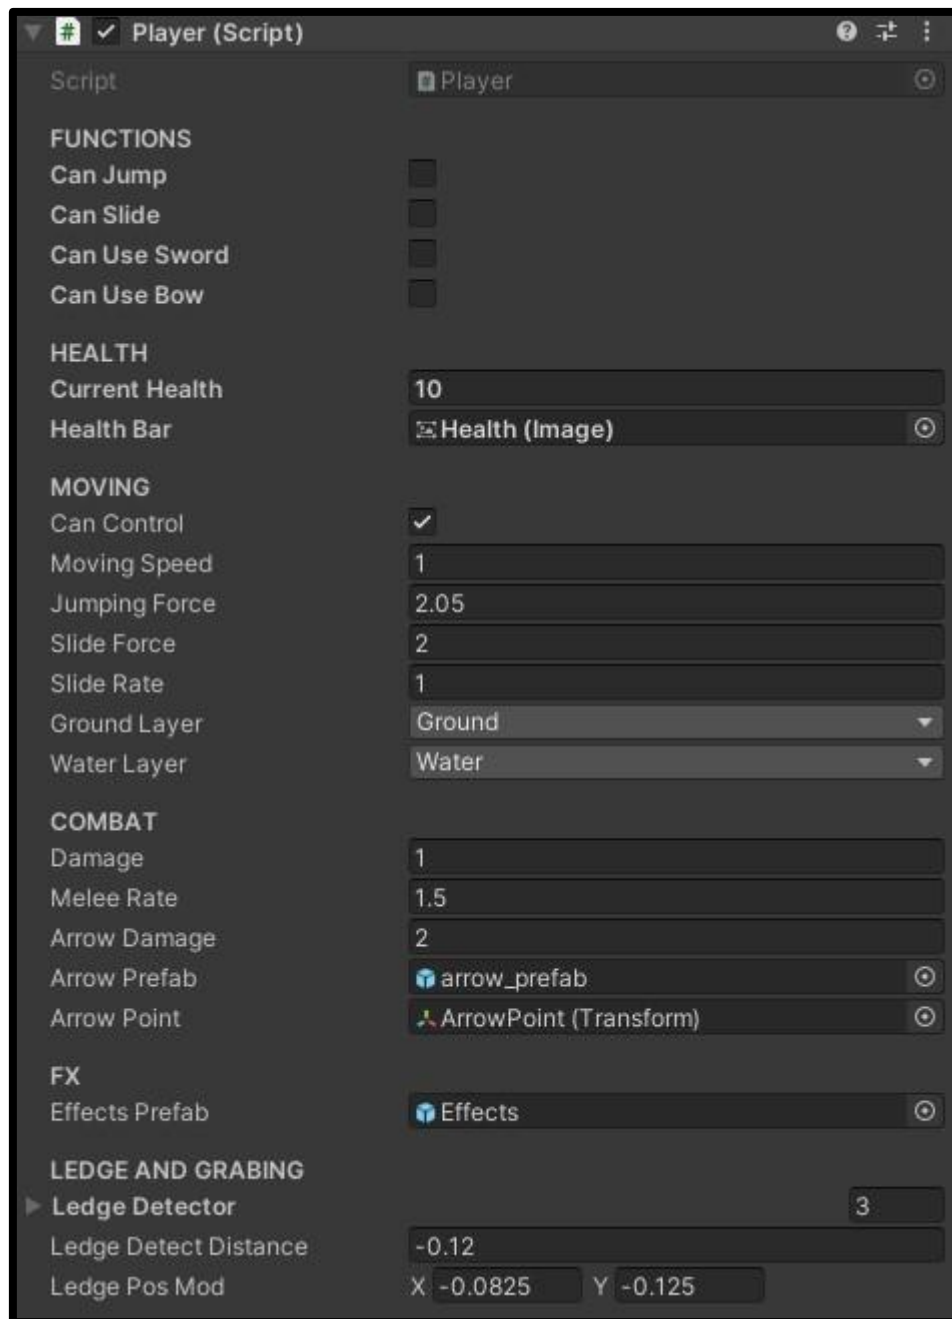 Player (Script)
Script Player
FUNCTIONS
Can Jump
Can Slide
Can Use Sword
Can Use Bow
HEALTH
Current Health 10
Health Bar Health (Image)
MOVING
Can Control
Moving Speed 1
Jumping Force 2.05
Slide Force 2
Slide Rate 1
Ground Layer Ground
Water Layer Water
COMBAT
Damage 1
Melee Rate 1.5
Arrow Damage 2
Arrow Prefab arrow_prefab
Arrow Point ArrowPoint (Transform)
FX
Effects Prefab Effects
LEDGE AND GRABING
Ledge Detector 3
Ledge Detect Distance -0.12
Ledge Pos Mod X -0.0825 Y -0.125